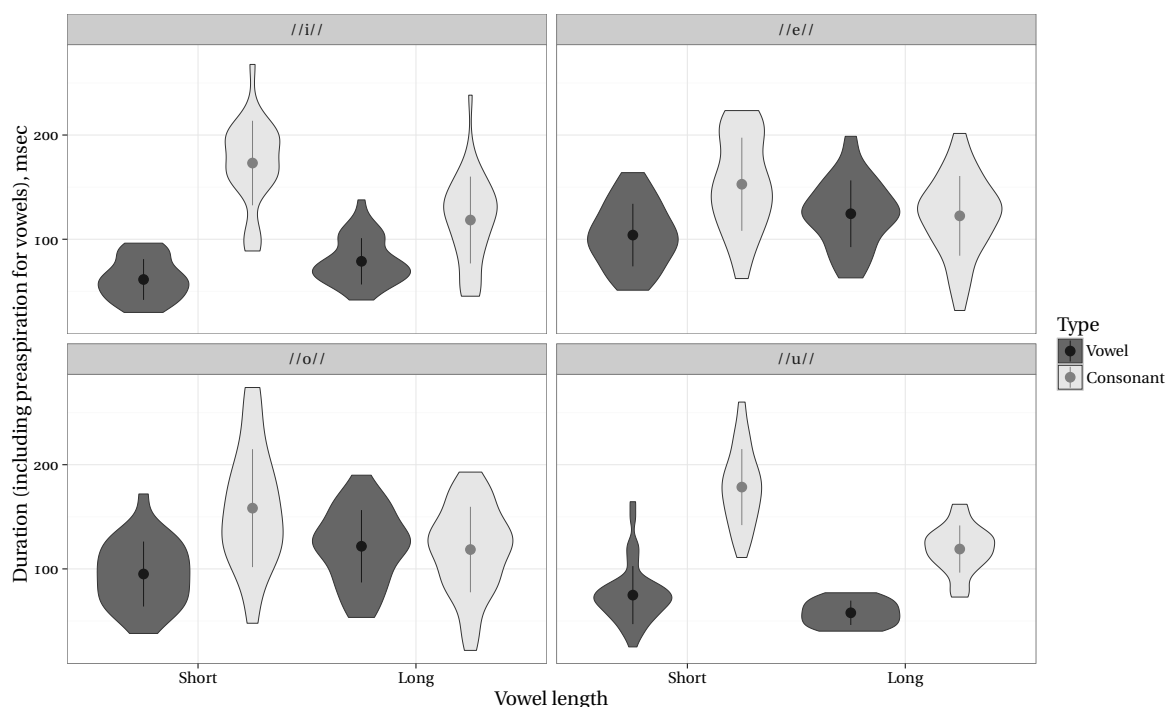 //i//
//e//
200
100
//o//
//u//
200
100
Short
Long
Short
Long
Vowel length
Duration (including preaspiration for vowels), msec
Type
Vowel
Consonant